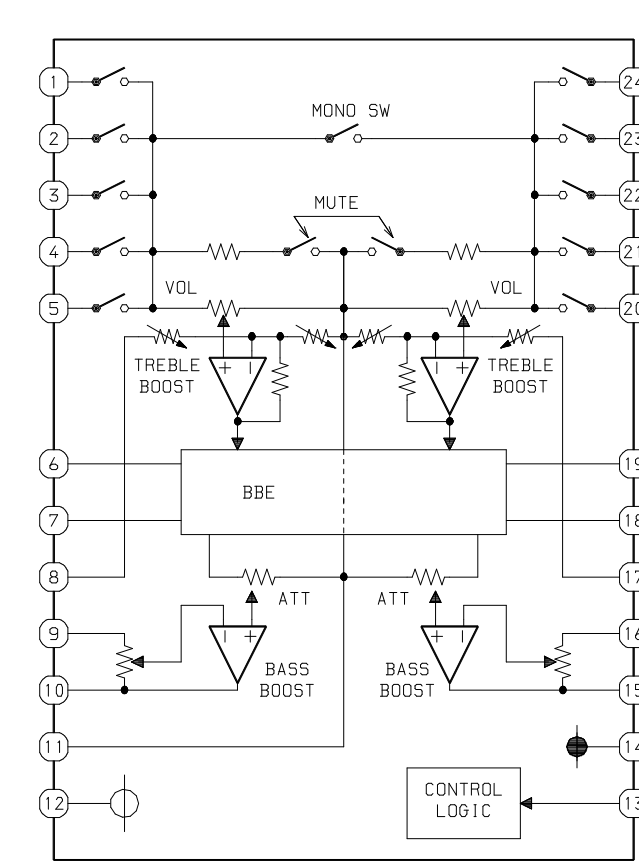 1
24
MONO SW
2
23
3
22
MUTE
4
21
VOL
VOL
5
20
TREBLE
BOOST
+ -
- +
TREBLE
BOOST
6
19
BBE
7
18
8
17
ATT
ATT
9
16
- +
+ -
BASS
BOOST
BASS
BOOST
10
15
11
14
CONTROL
LOGIC
12
13